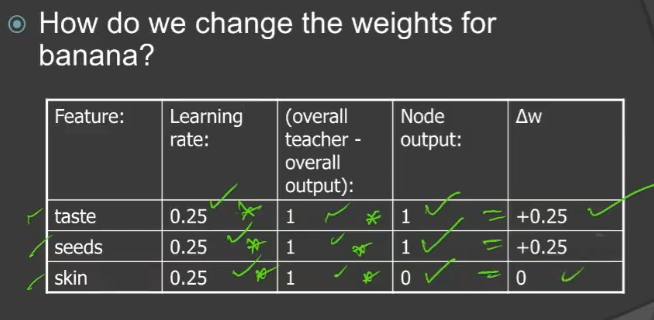 How do we change the weights for
banana?
Feature: Learning rate: (overall teacher - overall output): Node output: Δw
taste 0.25 * 1 * 1 = +0.25
seeds 0.25 * 1 * 1 = +0.25
skin 0.25 * 1 * 0 = 0